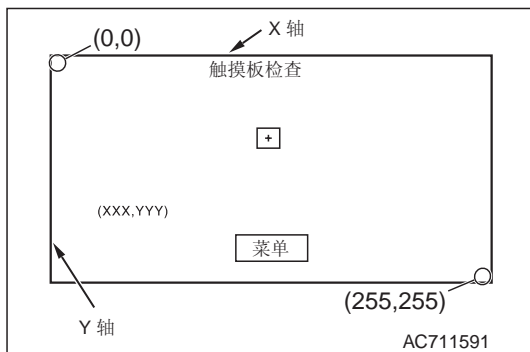 (0,0)
X 轴
触摸板检查
+
(XXX,YYY)
菜单
(255,255)
Y 轴
AC711591